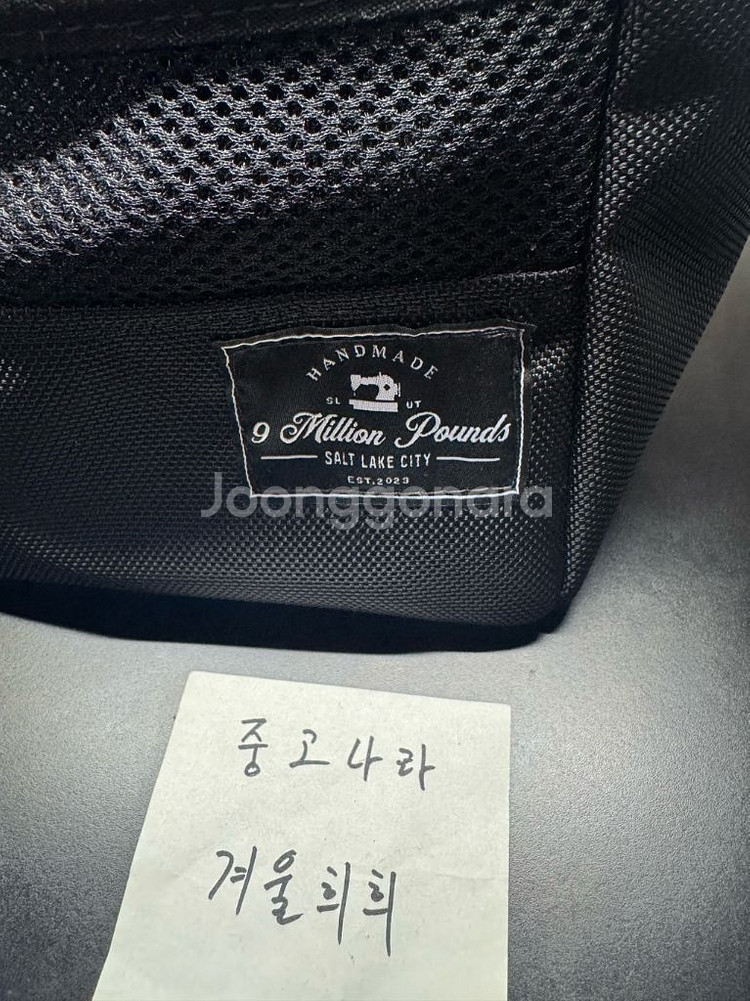 HANDMADE
SL UT
9 Million Pounds
SALT LAKE CITY
EST.2023
Joonggonara
중고나라
겨울희희